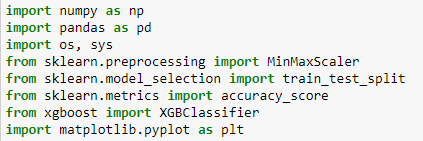 import numpy as np
import pandas as pd
import os, sys
from sklearn.preprocessing import MinMaxScaler
from sklearn.model_selection import train_test_split
from sklearn.metrics import accuracy_score
from xgboost import XGBClassifier
import matplotlib.pyplot as plt